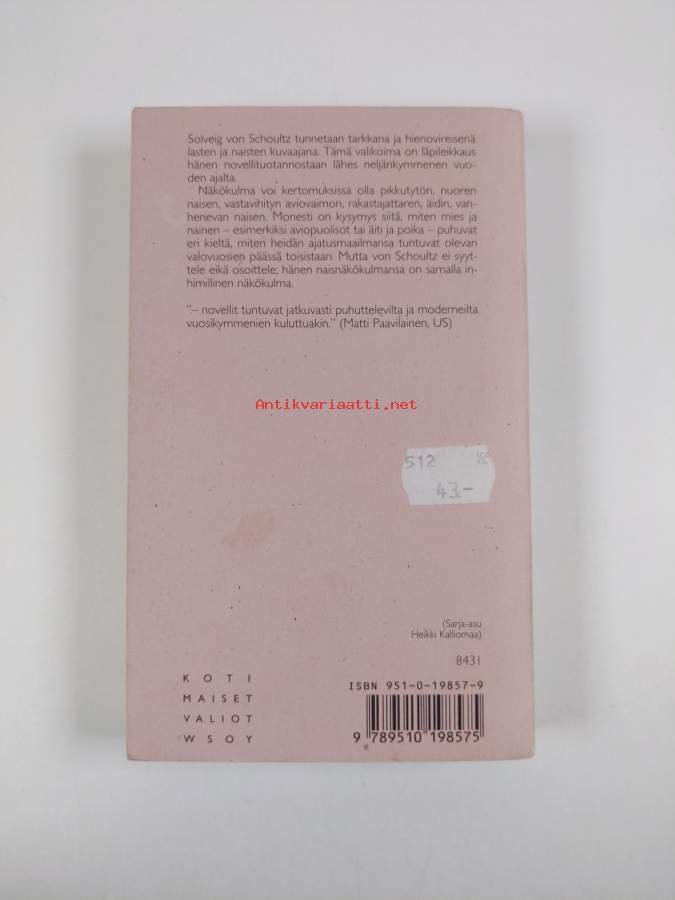 Solveig von Schoultz tunnetaan tarkkana ja hienovireisenä
lasten ja naisten kuvaajana. Tämä valikoima on läpileikkaus
hänen novellituotannostaan lähes neljänkymmenen vuo-
den ajalta.
Näkökulma voi kertomuksissa olla pikkutytön, nuoren
naisen, vastavihityn aviovaimon, rakastajattaren, äidin, van-
henevan naisen. Monesti on kysymys siitä, miten mies ja
nainen – esimerkiksi aviopuolisot tai äiti ja poika – puhuvat
eri kieltä, miten heidän ajatusmaailmansa tuntuvat olevan
valovuosien päässä toisistaan. Mutta von Schoultz ei syyt-
tele eikä osoittele; hänen naisnäkökulmansa on samalla in-
himillinen näkökulma.
"– novellit tuntuvat jatkuvasti puhuttelevilta ja moderneilta
vuosikymmenien kuluttuakin." (Matti Paavilainen, US)
Antikvariaatti.net
512
43.-
(Sarja-asu
Heikki Kalliomaa)
8431
KOTI
MAISET
VALIOT
WSOY
ISBN 951-0-19857-9
9 789510 198575